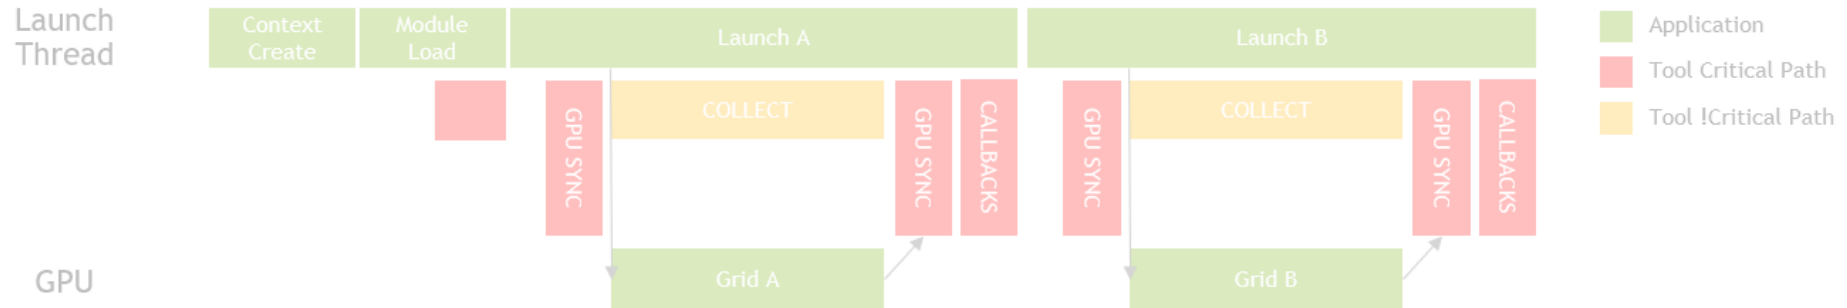 Launch
Thread
Context
Create
Module
Load
Launch A
Launch B
Application
Tool Critical Path
Tool !Critical Path
GPU SYNC
COLLECT
GPU SYNC
CALLBACKS
GPU SYNC
COLLECT
GPU SYNC
CALLBACKS
GPU
Grid A
Grid B